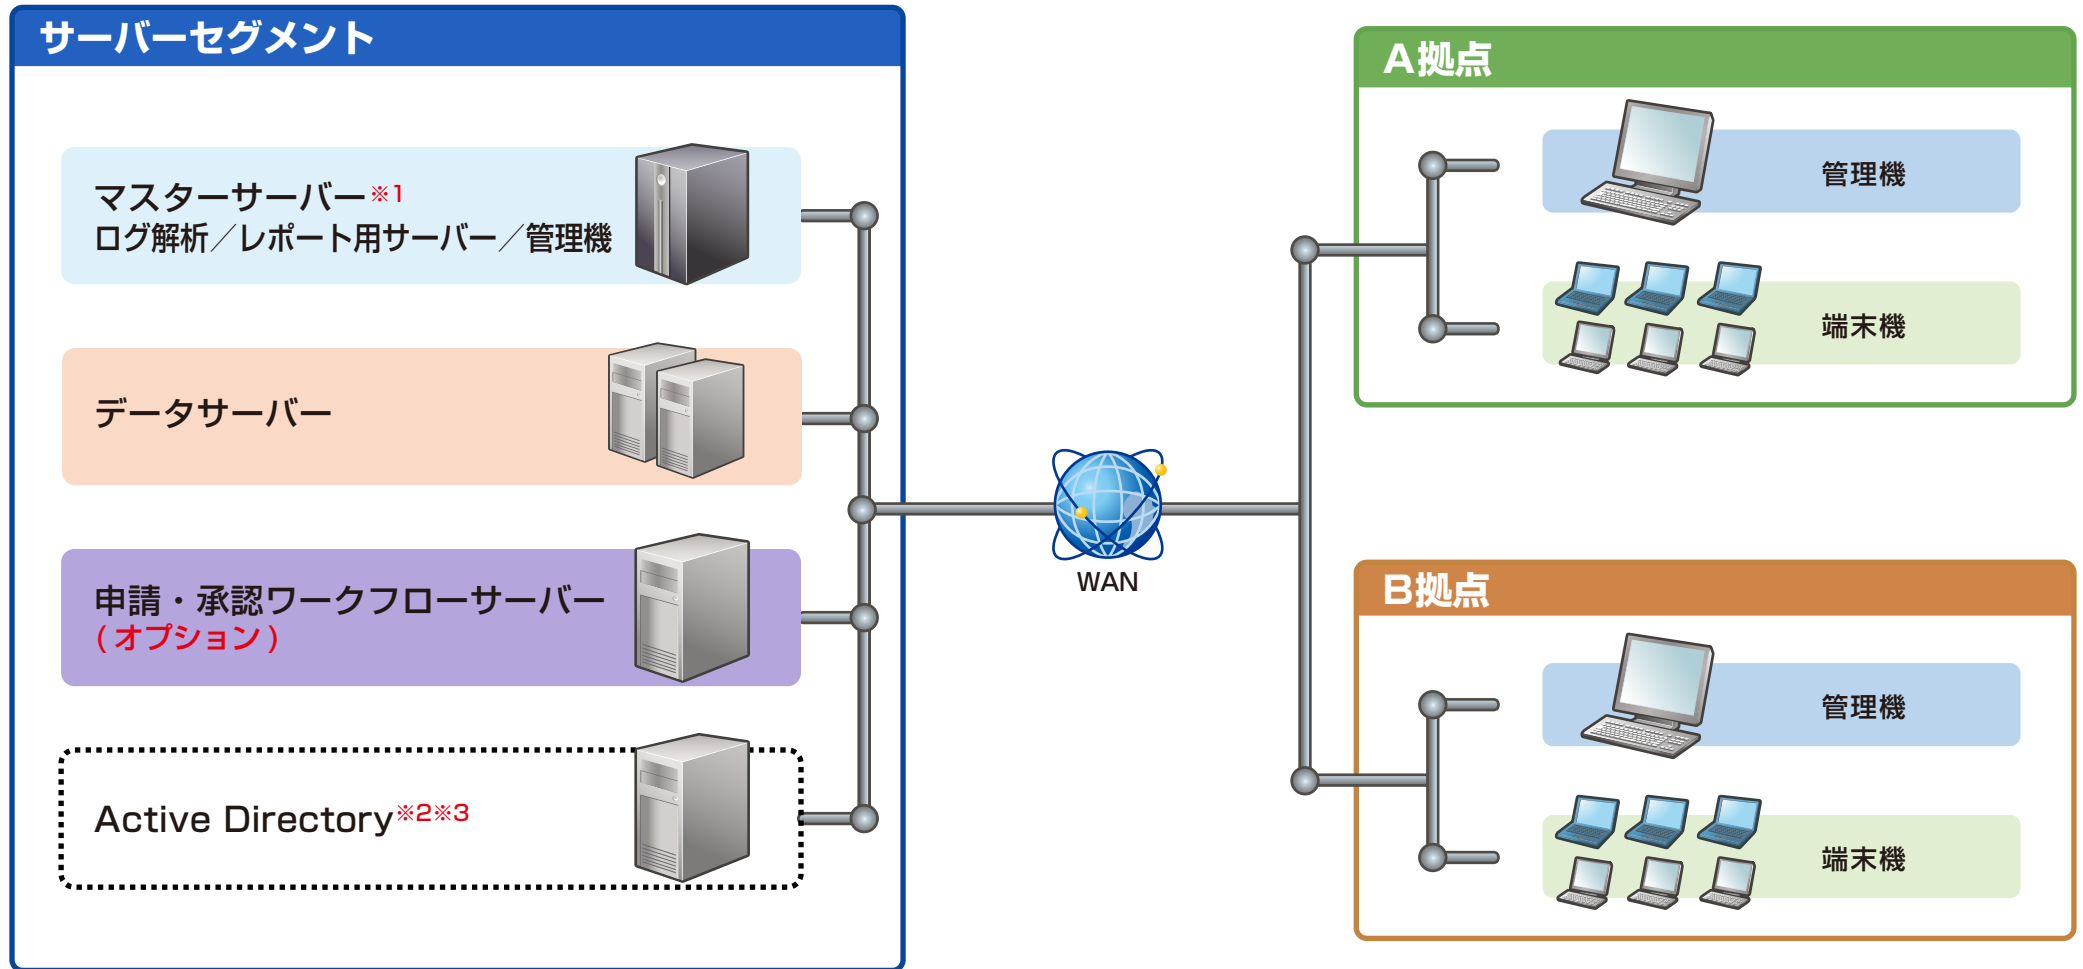 サーバーセグメント
マスターサーバー※1
ログ解析／レポート用サーバー／管理機
データサーバー
申請・承認ワークフローサーバー
(オプション)
Active Directory※2※3
WAN
A拠点
管理機
端末機
B拠点
管理機
端末機